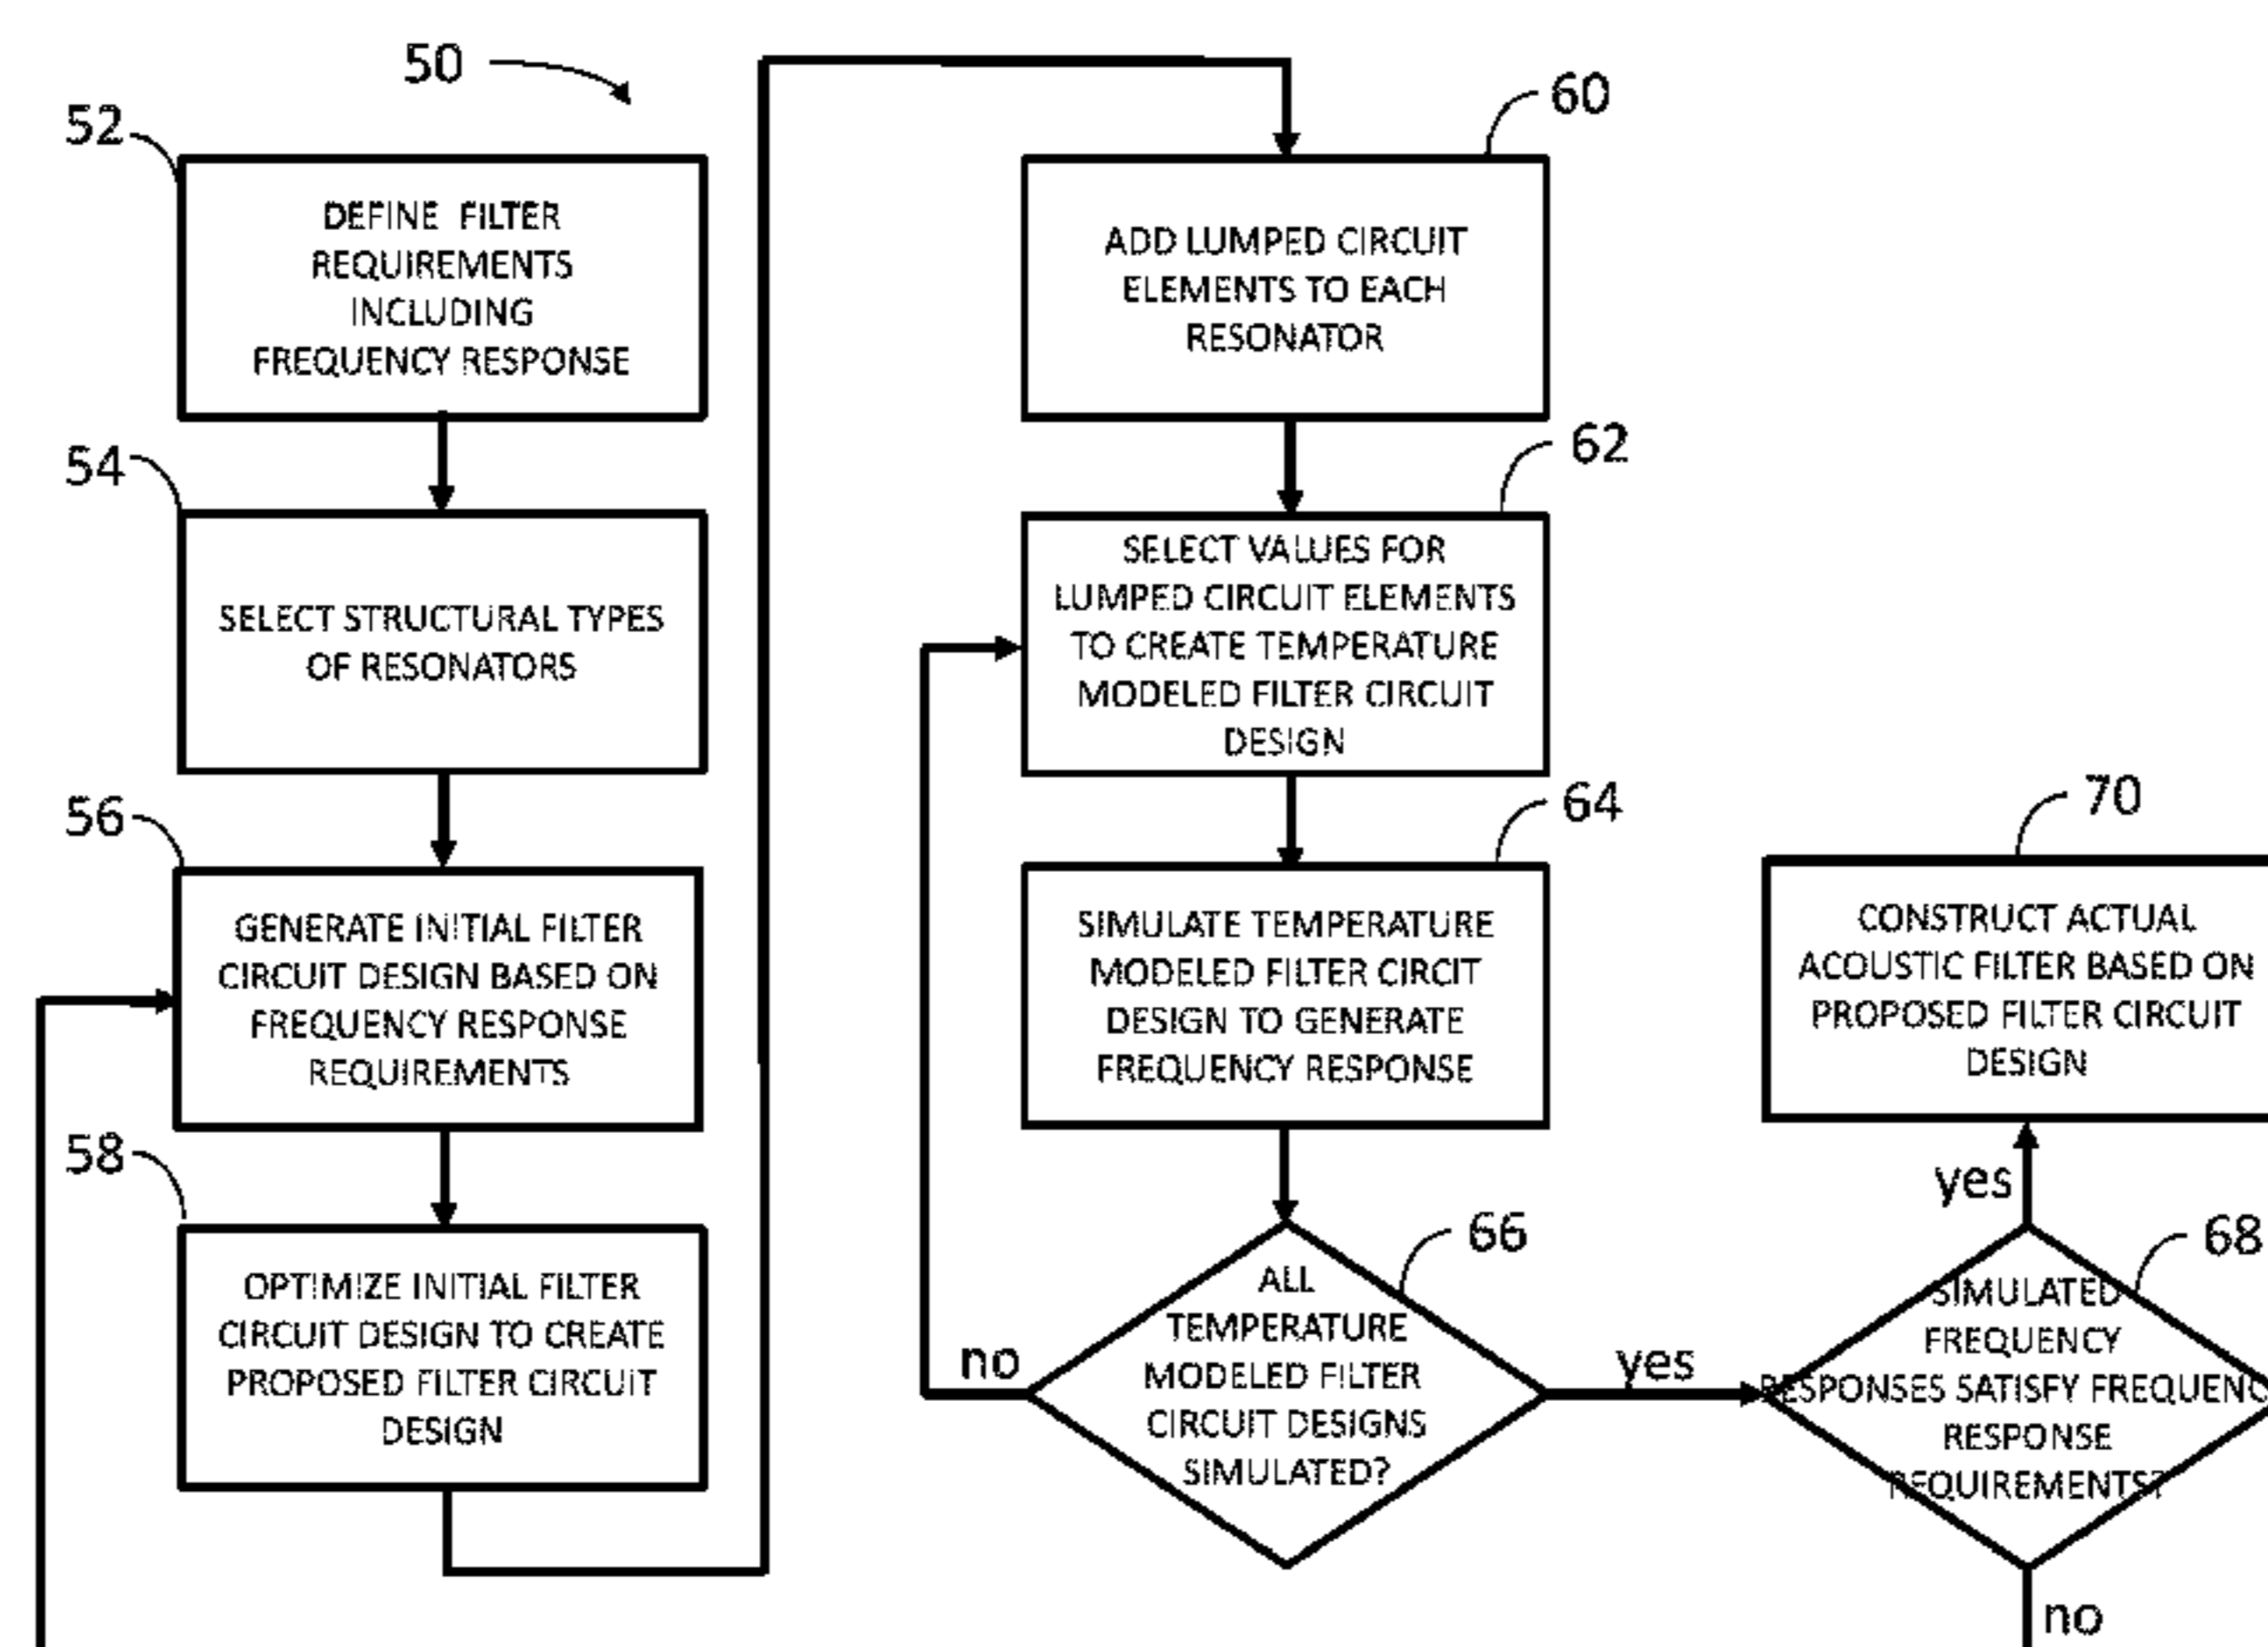 50
52
DEFINE FILTER
REQUIREMENTS
INCLUDING
FREQUENCY RESPONSE
54
SELECT STRUCTURAL TYPES
OF RESONATORS
56
GENERATE INITIAL FILTER
CIRCUIT DESIGN BASED ON
FREQUENCY RESPONSE
REQUIREMENTS
58
OPTIMIZE INITIAL FILTER
CIRCUIT DESIGN TO CREATE
PROPOSED FILTER CIRCUIT
DESIGN
60
ADD LUMPED CIRCUIT
ELEMENTS TO EACH
RESONATOR
62
SELECT VALUES FOR
LUMPED CIRCUIT ELEMENTS
TO CREATE TEMPERATURE
MODELED FILTER CIRCUIT
DESIGN
64
SIMULATE TEMPERATURE
MODELED FILTER CIRCIT
DESIGN TO GENERATE
FREQUENCY RESPONSE
66
ALL
TEMPERATURE
MODELED FILTER
CIRCUIT DESIGNS
SIMULATED?
no
yes
68
SIMULATED
FREQUENCY
RESPONSES SATISFY FREQUENC
RESPONSE
REQUIREMENTS?
yes
no
70
CONSTRUCT ACTUAL
ACOUSTIC FILTER BASED ON
PROPOSED FILTER CIRCUIT
DESIGN